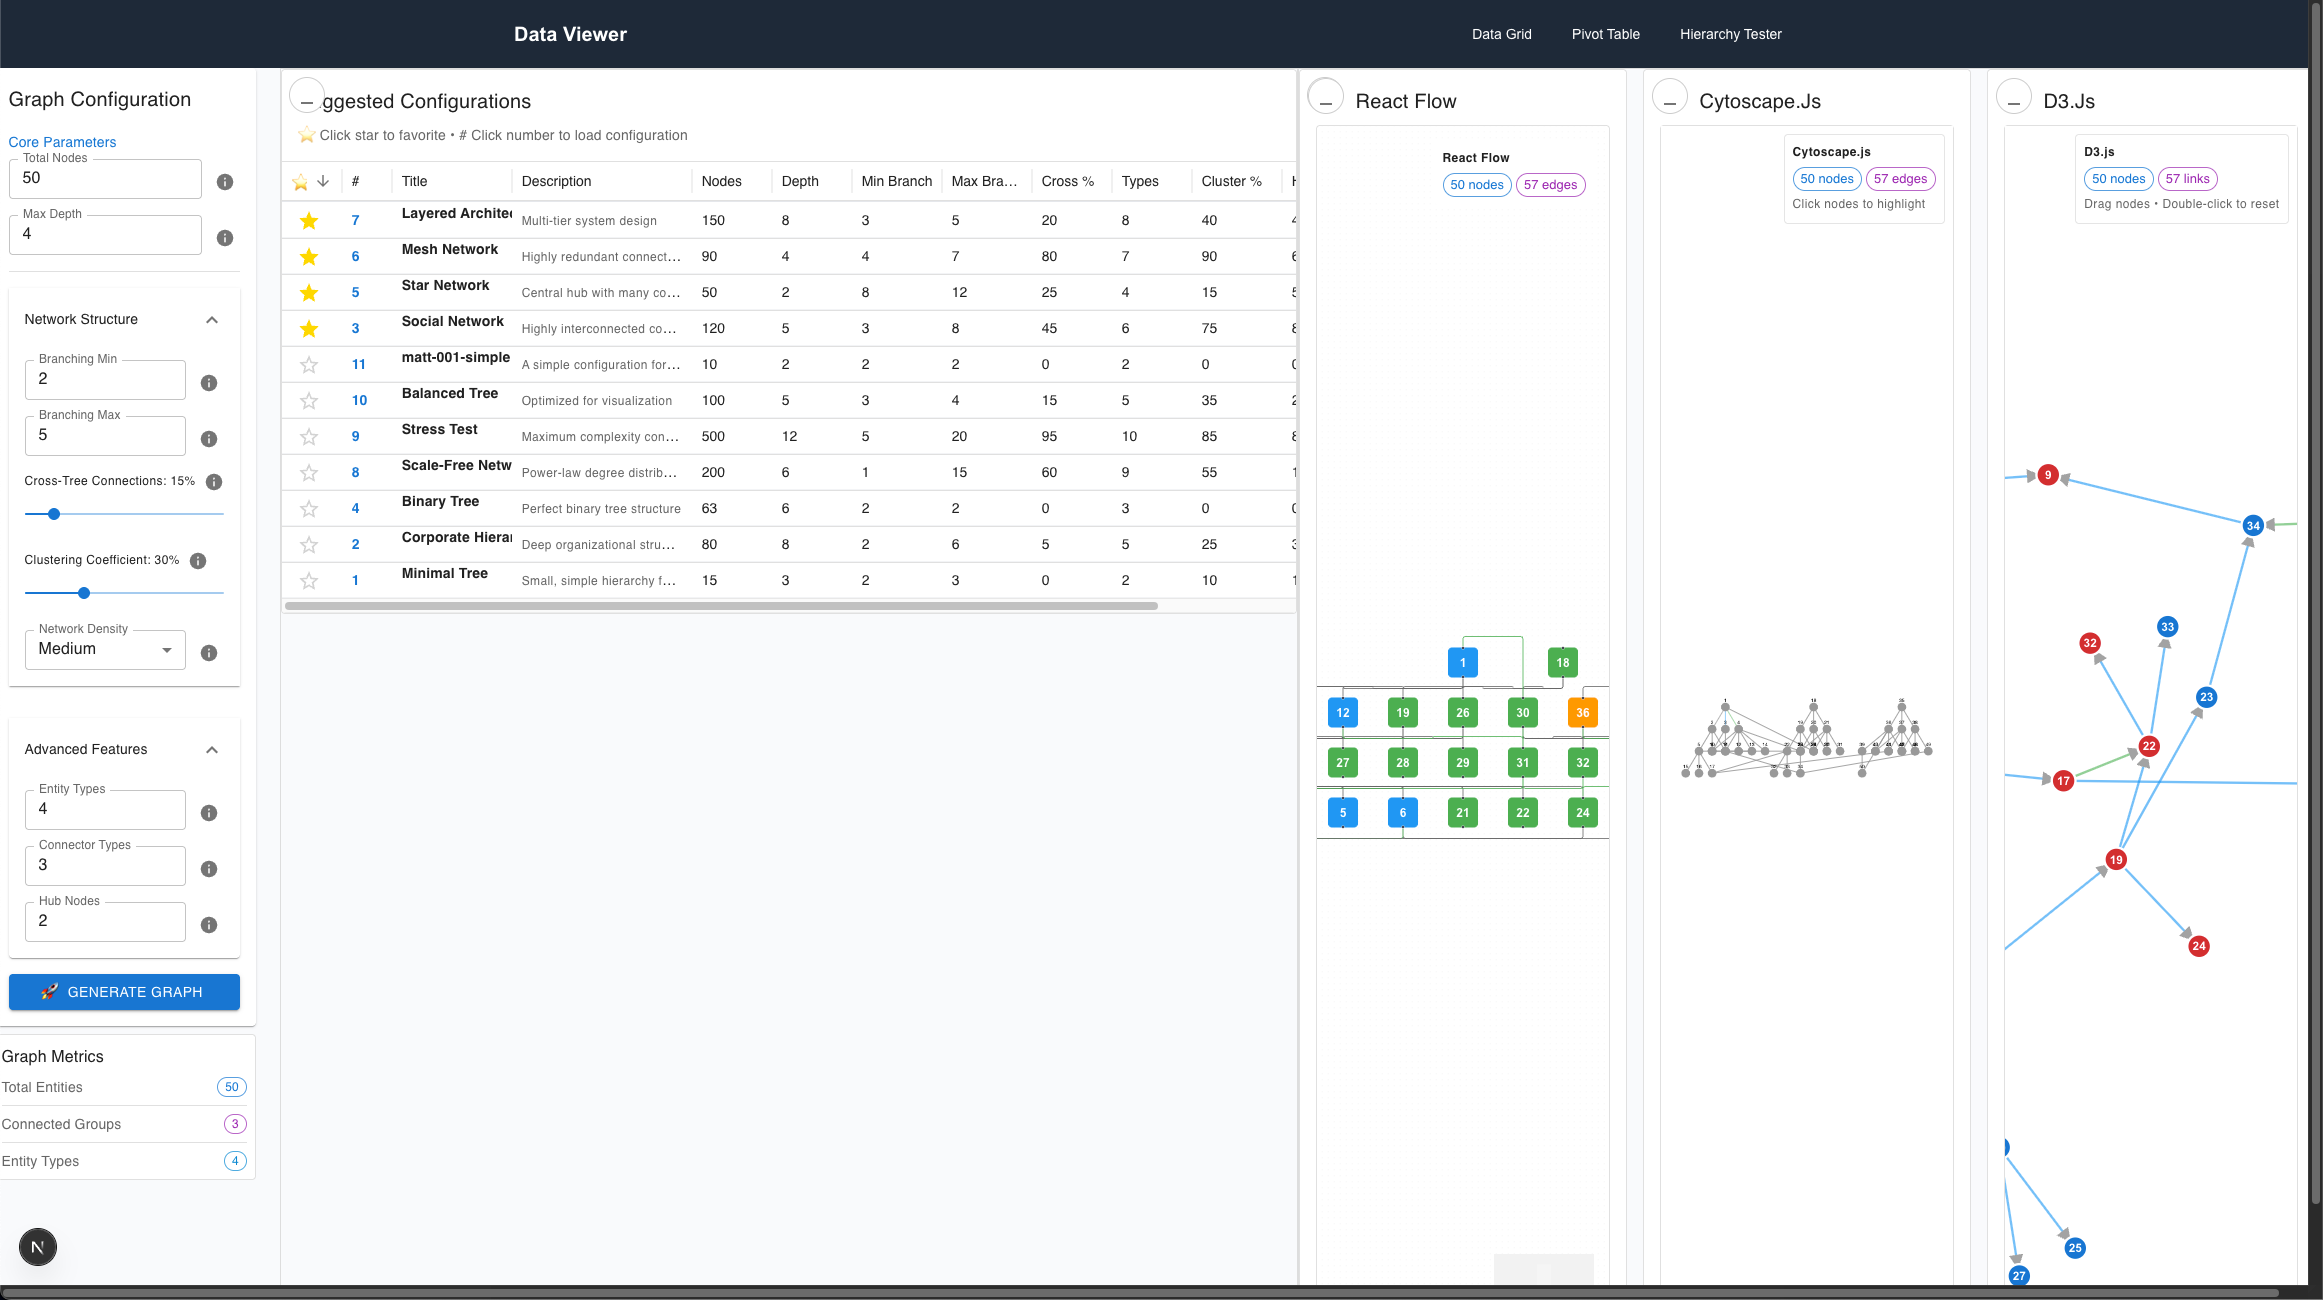 Data Viewer
Data Grid
Pivot Table
Hierarchy Tester
Graph Configuration
Core Parameters
Total Nodes
50
Max Depth
4
Network Structure
Branching Min
2
Branching Max
5
Cross-Tree Connections: 15%
Clustering Coefficient: 30%
Network Density
Medium
Advanced Features
Entity Types
4
Connector Types
3
Hub Nodes
2
🚀 GENERATE GRAPH
Graph Metrics
Total Entities 50
Connected Groups 3
Entity Types 4
N
ggested Configurations
⭐ Click star to favorite • # Click number to load configuration
⭐ ↓ # Title Description Nodes Depth Min Branch Max Bra… Cross % Types Cluster %
7 Layered Archite Multi-tier system design 150 8 3 5 20 8 40
6 Mesh Network Highly redundant connect… 90 4 4 7 80 7 90
5 Star Network Central hub with many co… 50 2 8 12 25 4 15
3 Social Network Highly interconnected co… 120 5 3 8 45 6 75
11 matt-001-simple A simple configuration for… 10 2 2 2 0 2 0
10 Balanced Tree Optimized for visualization 100 5 3 4 15 5 35
9 Stress Test Maximum complexity con… 500 12 5 20 95 10 85
8 Scale-Free Netw Power-law degree distrib… 200 6 1 15 60 9 55
4 Binary Tree Perfect binary tree structure 63 6 2 2 0 3 0
2 Corporate Hierar Deep organizational stru… 80 8 2 6 5 5 25
1 Minimal Tree Small, simple hierarchy f… 15 3 2 3 0 2 10
React Flow
React Flow
50 nodes 57 edges
1 18
12 19 26 30 36
27 28 29 31 32
5 6 21 22 24
Cytoscape.Js
Cytoscape.js
50 nodes 57 edges
Click nodes to highlight
D3.Js
D3.js
50 nodes 57 links
Drag nodes • Double-click to reset
9
34
33
32
23
22
17
19
24
25
27